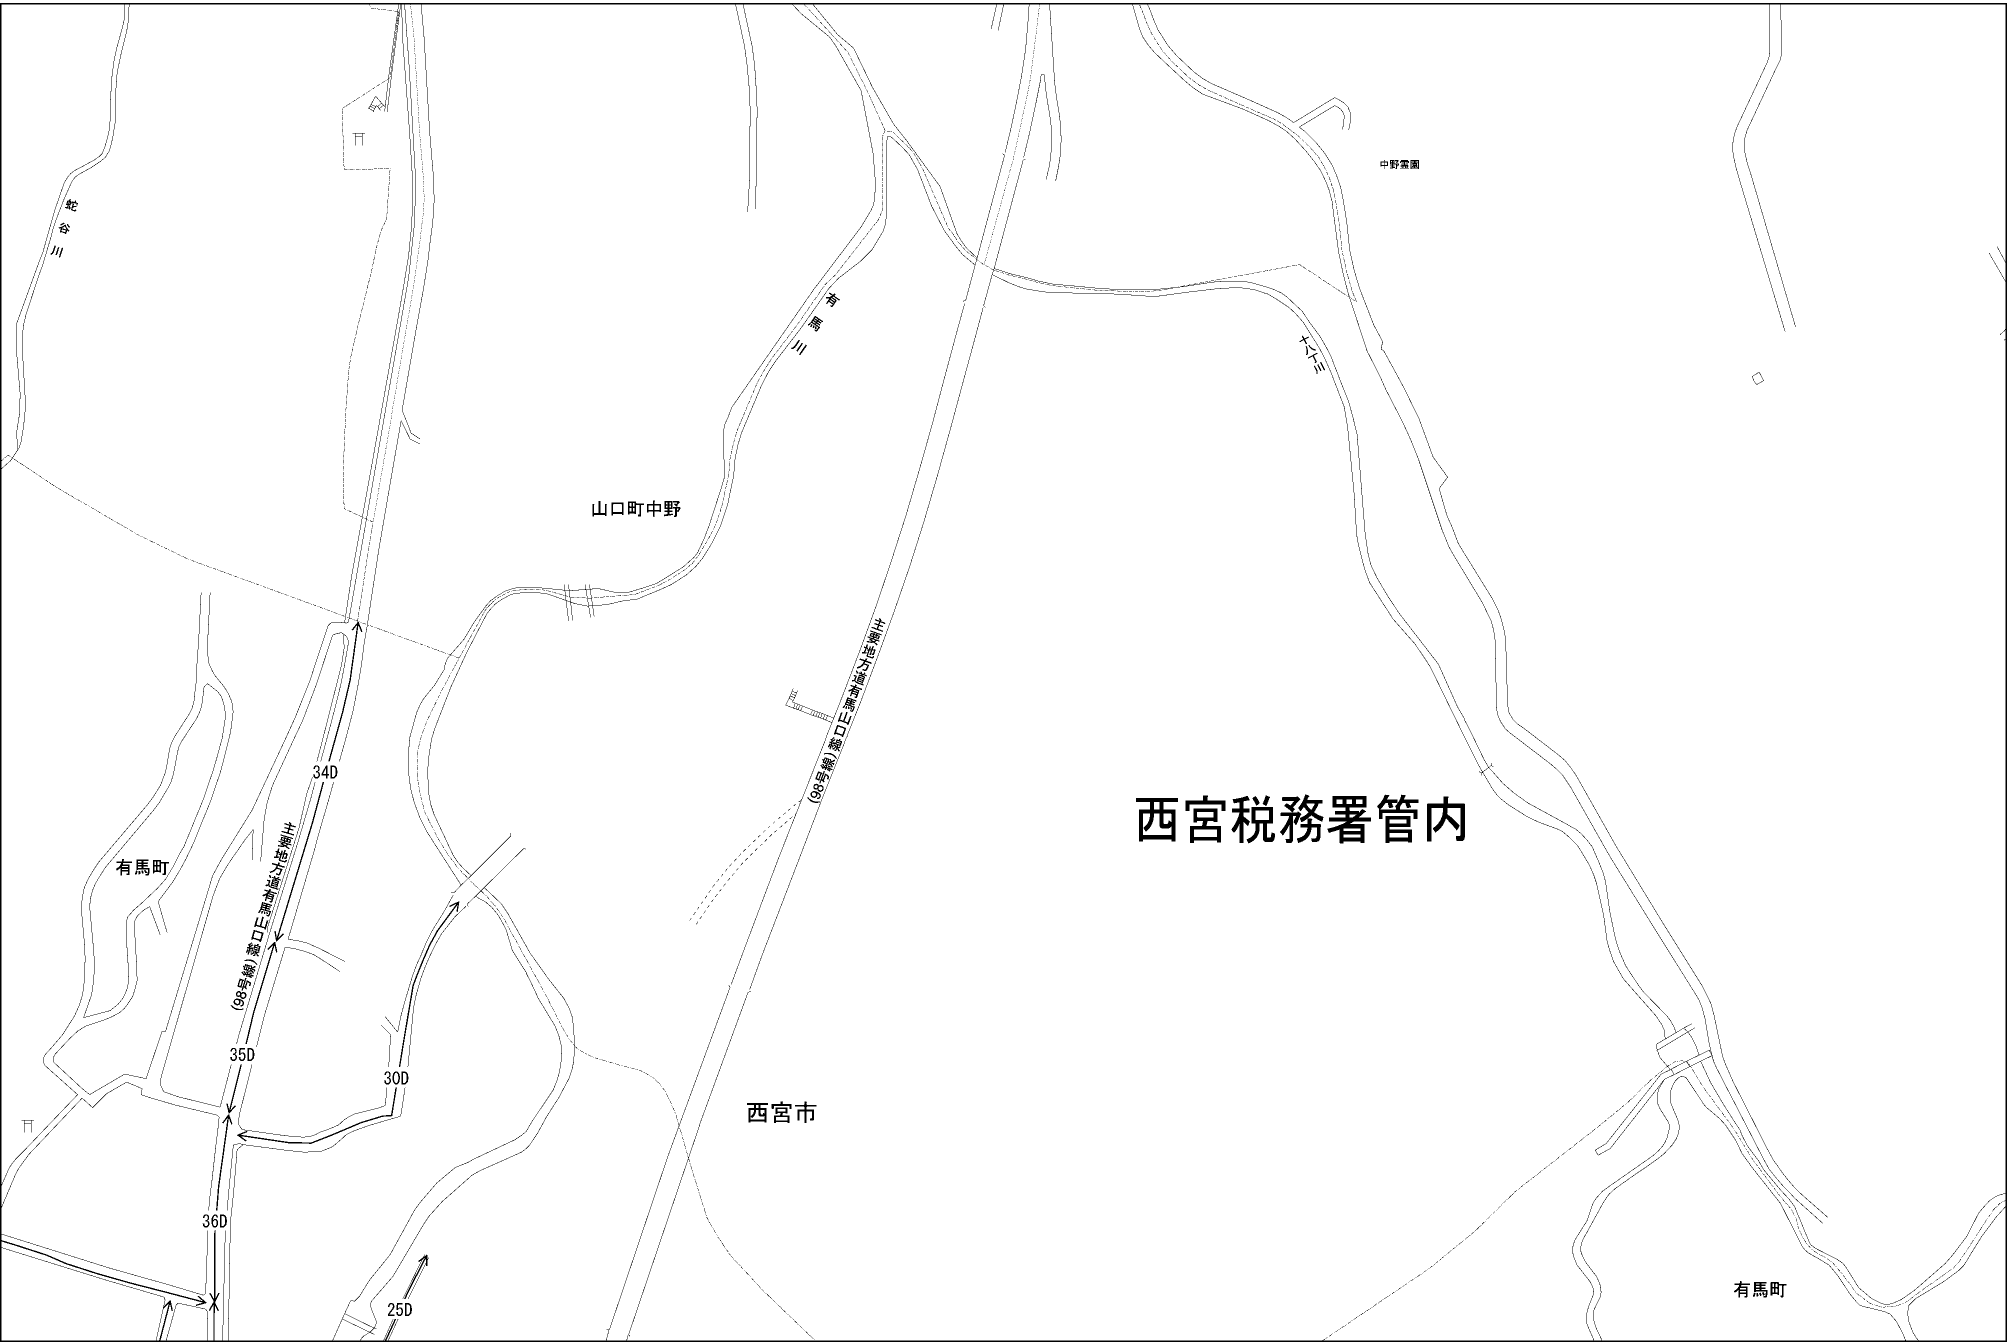 中野霊園
蛇谷川
有馬川
十八丁川
山口町中野
主要地方道有馬山口線(98号線)
34D
西宮税務署管内
有馬町
主要地方道有馬山口線(98号線)
35D
30D
西宮市
36D
有馬町
25D